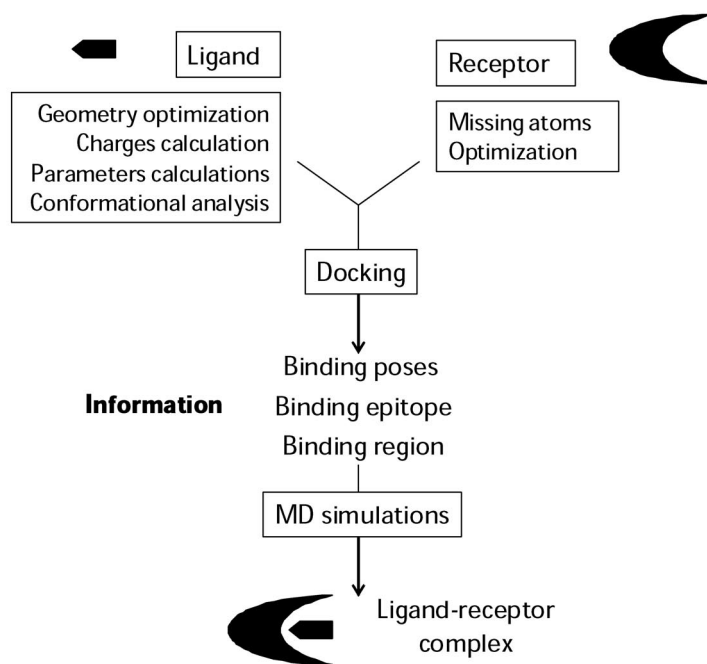 Ligand
Receptor
Geometry optimization
Charges calculation
Parameters calculations
Conformational analysis
Missing atoms
Optimization
Docking
Binding poses
Information
Binding epitope
Binding region
MD simulations
Ligand-receptor
complex